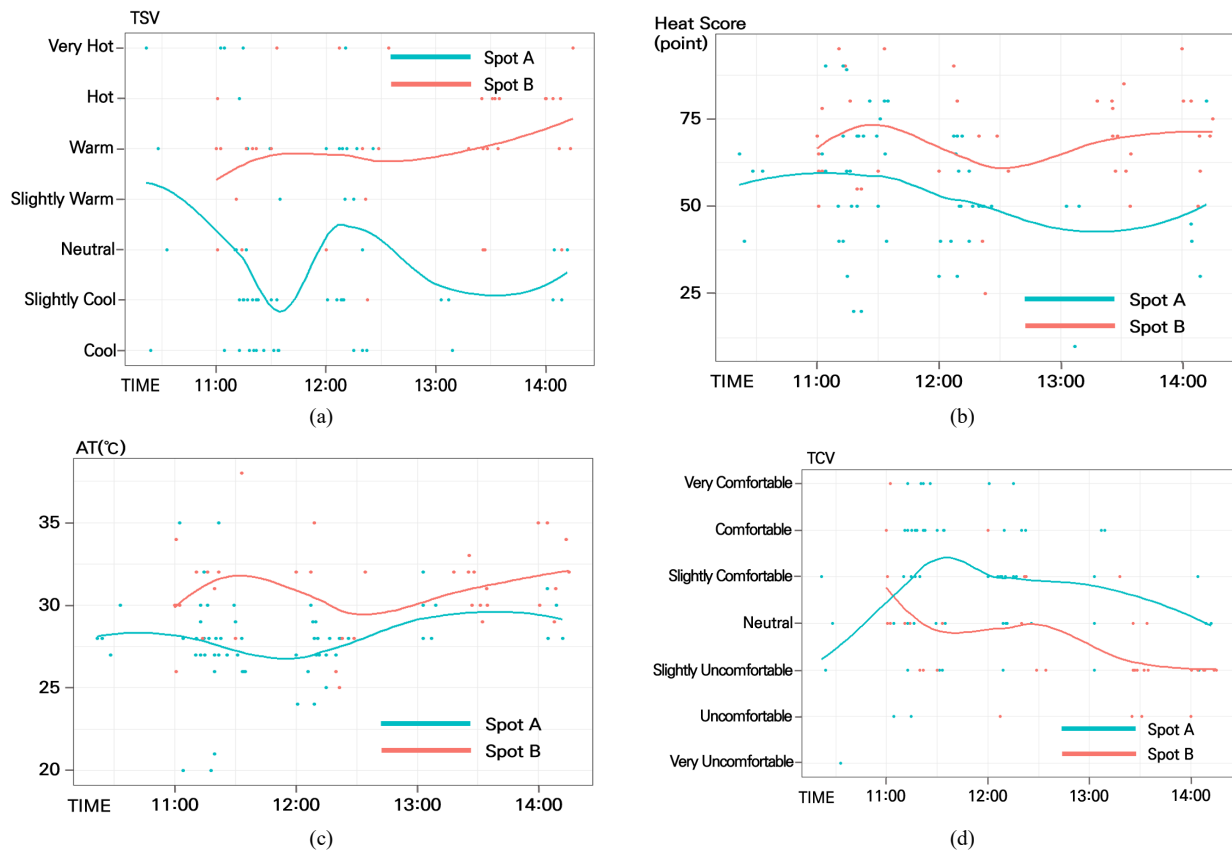 TSV
Very Hot
Hot
Warm
Slightly Warm
Neutral
Slightly Cool
Cool
Spot A
Spot B
TIME 11:00 12:00 13:00 14:00
(a)
Heat Score
(point)
75
50
25
Spot A
Spot B
TIME 11:00 12:00 13:00 14:00
(b)
AT(℃)
35
30
25
20
Spot A
Spot B
TIME 11:00 12:00 13:00 14:00
(c)
TCV
Very Comfortable
Comfortable
Slightly Comfortable
Neutral
Slightly Uncomfortable
Uncomfortable
Very Uncomfortable
Spot A
Spot B
TIME 11:00 12:00 13:00 14:00
(d)